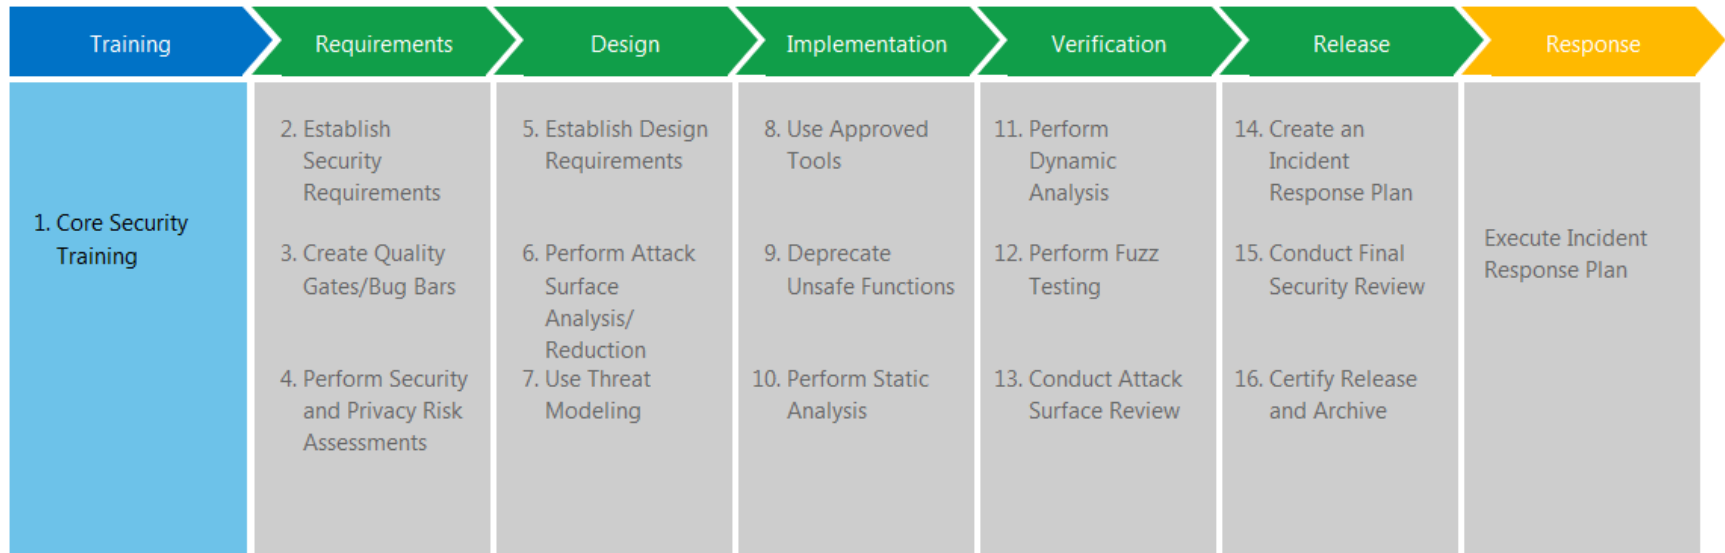 Training
Requirements
Design
Implementation
Verification
Release
Response
1. Core Security
Training
2. Establish
Security
Requirements
3. Create Quality
Gates/Bug Bars
4. Perform Security
and Privacy Risk
Assessments
5. Establish Design
Requirements
6. Perform Attack
Surface
Analysis/
Reduction
7. Use Threat
Modeling
8. Use Approved
Tools
9. Deprecate
Unsafe Functions
10. Perform Static
Analysis
11. Perform
Dynamic
Analysis
12. Perform Fuzz
Testing
13. Conduct Attack
Surface Review
14. Create an
Incident
Response Plan
15. Conduct Final
Security Review
16. Certify Release
and Archive
Execute Incident
Response Plan